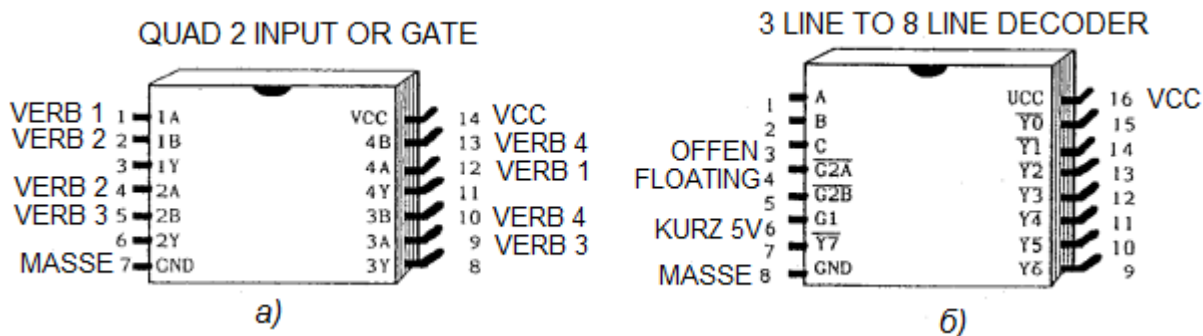 QUAD 2 INPUT OR GATE
VERB 1 1 1A VCC 14 VCC
VERB 2 2 1B 4B 13 VERB 4
3 1Y 4A 12 VERB 1
VERB 2 4 2A 4Y 11
VERB 3 5 2B 3B 10 VERB 4
6 2Y 3A 9 VERB 3
MASSE 7 GND 3Y 8
а)
3 LINE TO 8 LINE DECODER
1 A UCC 16 VCC
2 B Y0 15
OFFEN 3 C Y1 14
FLOATING 4 G2A Y2 13
5 G2B Y3 12
KURZ 5V 6 G1 Y4 11
7 Y7 Y5 10
MASSE 8 GND Y6 9
б)